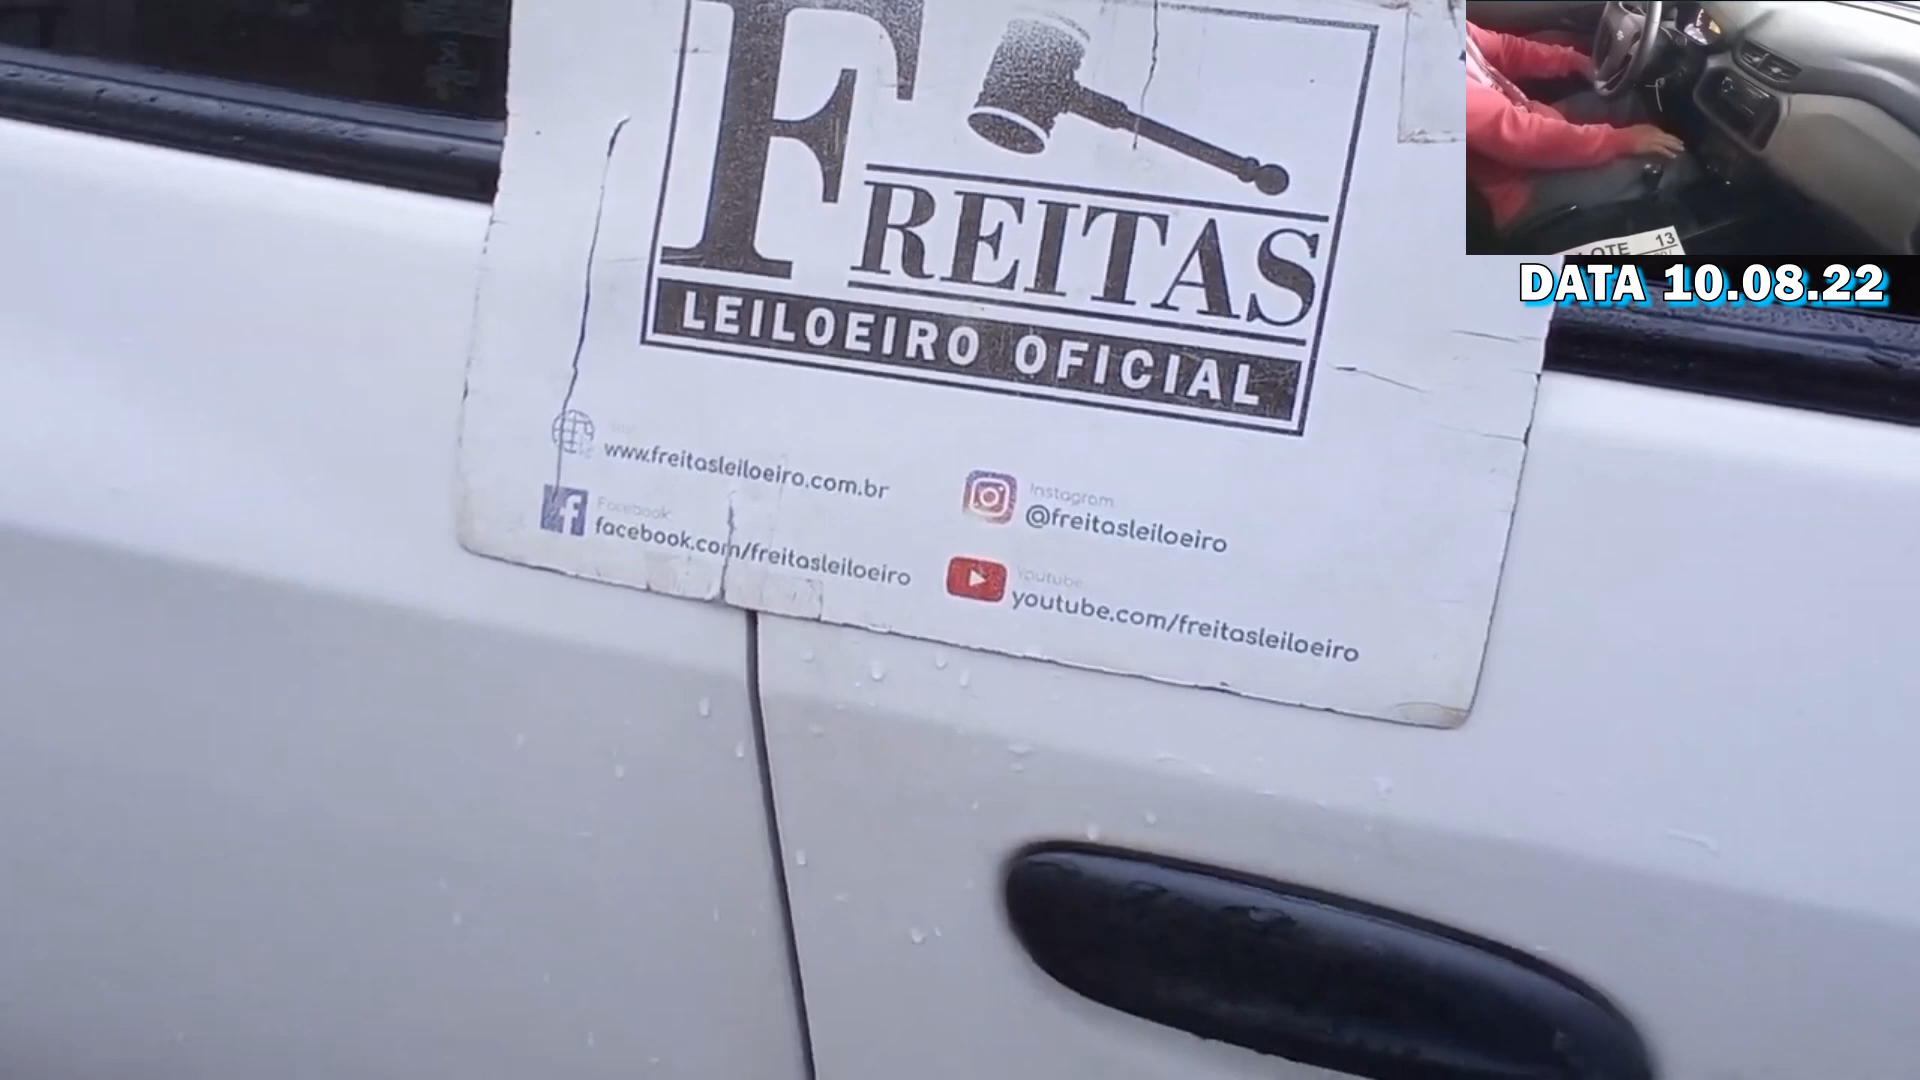 FREITAS
LEILOEIRO OFICIAL
www.freitasleiloeiro.com.br
Facebook
facebook.com/freitasleiloeiro
Instagram
@freitasleiloeiro
Youtube
youtube.com/freitasleiloeiro
LOTE 13
DATA 10.08.22